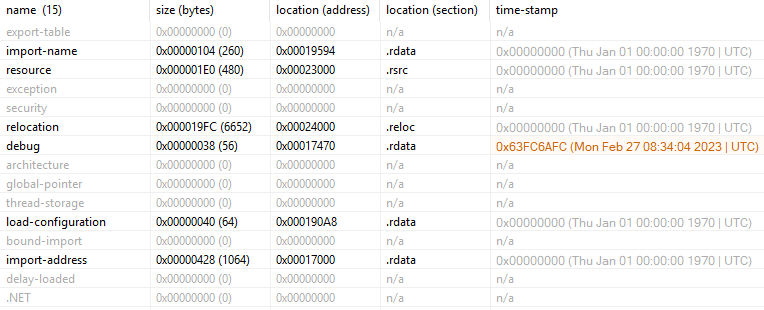 name (15) size (bytes) location (address) location (section) time-stamp
export-table 0x00000000 (0) 0x00000000 n/a n/a
import-name 0x00000104 (260) 0x00019594 .rdata 0x00000000 (Thu Jan 01 00:00:00 1970 | UTC)
resource 0x000001E0 (480) 0x00023000 .rsrc 0x00000000 (Thu Jan 01 00:00:00 1970 | UTC)
exception 0x00000000 (0) 0x00000000 n/a n/a
security 0x00000000 (0) 0x00000000 n/a n/a
relocation 0x000019FC (6652) 0x00024000 .reloc 0x00000000 (Thu Jan 01 00:00:00 1970 | UTC)
debug 0x00000038 (56) 0x00017470 .rdata 0x63FC6AFC (Mon Feb 27 08:34:04 2023 | UTC)
architecture 0x00000000 (0) 0x00000000 n/a n/a
global-pointer 0x00000000 (0) 0x00000000 n/a n/a
thread-storage 0x00000000 (0) 0x00000000 n/a n/a
load-configuration 0x00000040 (64) 0x000190A8 .rdata 0x00000000 (Thu Jan 01 00:00:00 1970 | UTC)
bound-import 0x00000000 (0) 0x00000000 n/a n/a
import-address 0x00000428 (1064) 0x00017000 .rdata 0x00000000 (Thu Jan 01 00:00:00 1970 | UTC)
delay-loaded 0x00000000 (0) 0x00000000 n/a n/a
.NET 0x00000000 (0) 0x00000000 n/a n/a